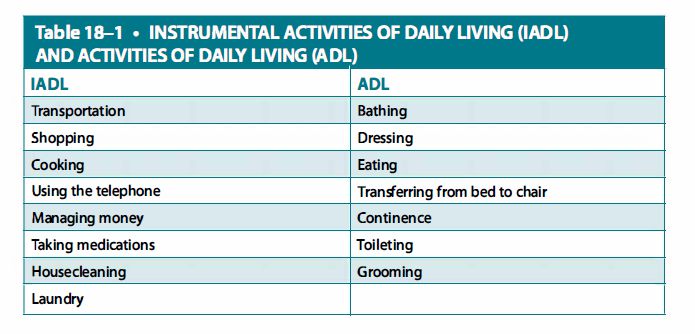 Table 18–1 • INSTRUMENTAL ACTIVITIES OF DAILY LIVING (IADL)
AND ACTIVITIES OF DAILY LIVING (ADL)
IADL ADL
Transportation Bathing
Shopping Dressing
Cooking Eating
Using the telephone Transferring from bed to chair
Managing money Continence
Taking medications Toileting
Housecleaning Grooming
Laundry